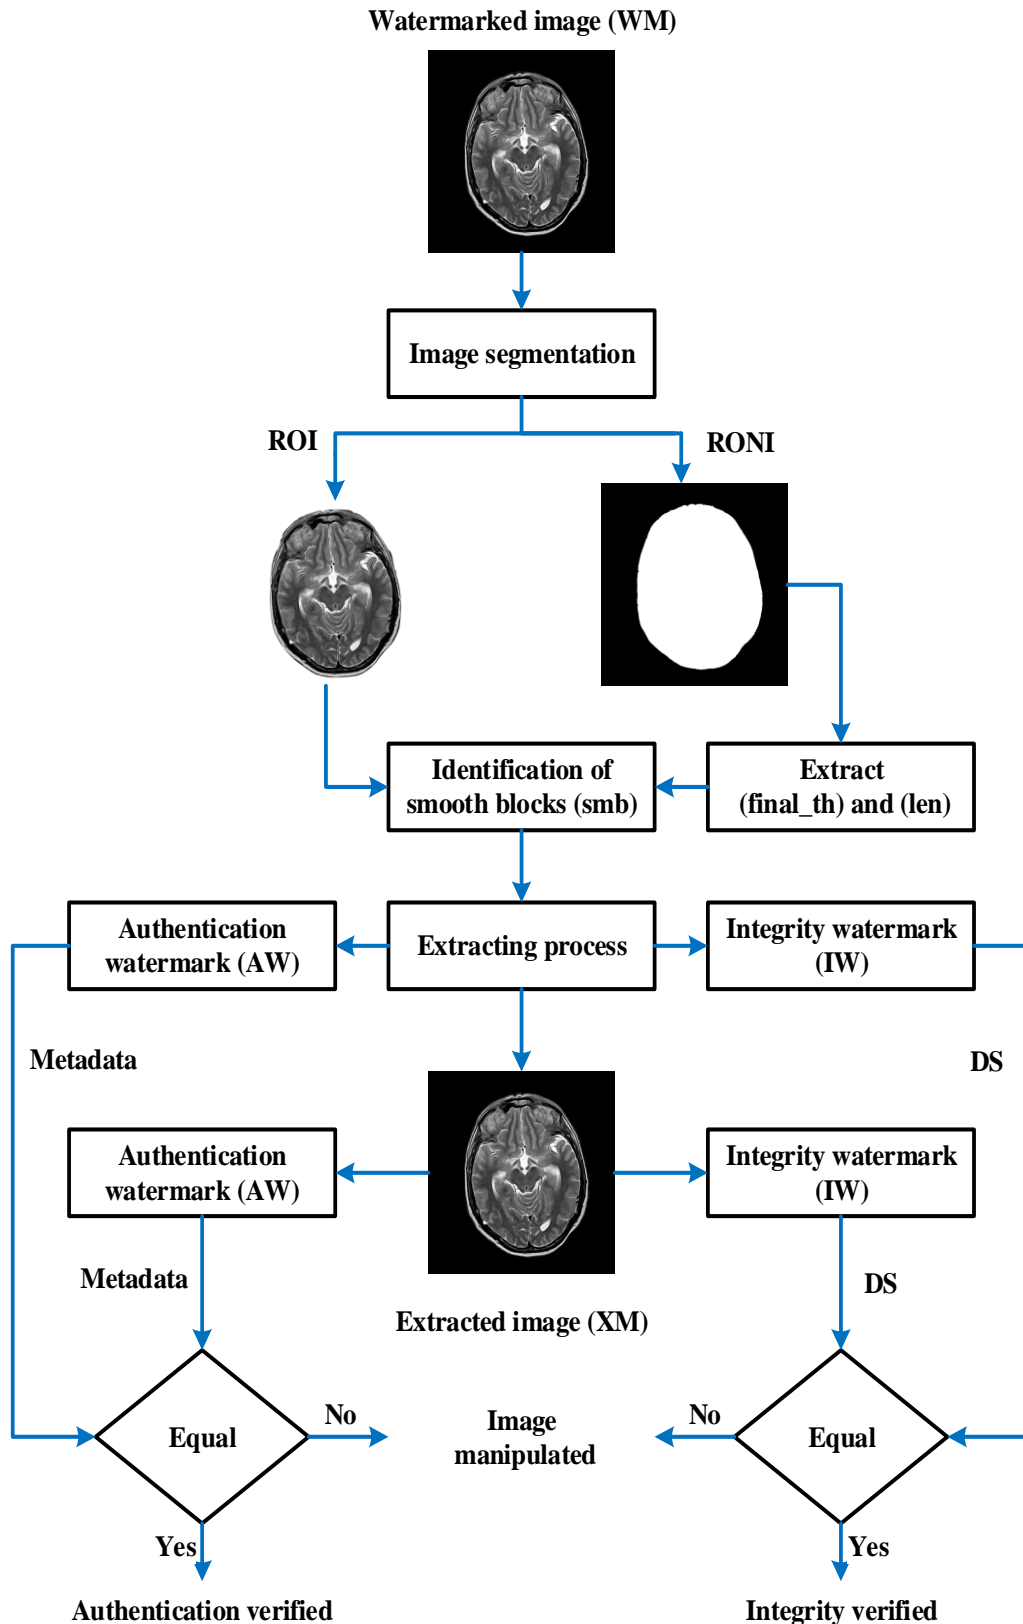 Watermarked image (WM)
Image segmentation
ROI
RONI
Identification of
smooth blocks (smb)
Extract
(final_th) and (len)
Authentication
watermark (AW)
Extracting process
Integrity watermark
(IW)
Metadata
DS
Authentication
watermark (AW)
Integrity watermark
(IW)
Metadata
DS
Extracted image (XM)
Equal
No
Image
manipulated
No
Equal
Yes
Yes
Authentication verified
Integrity verified